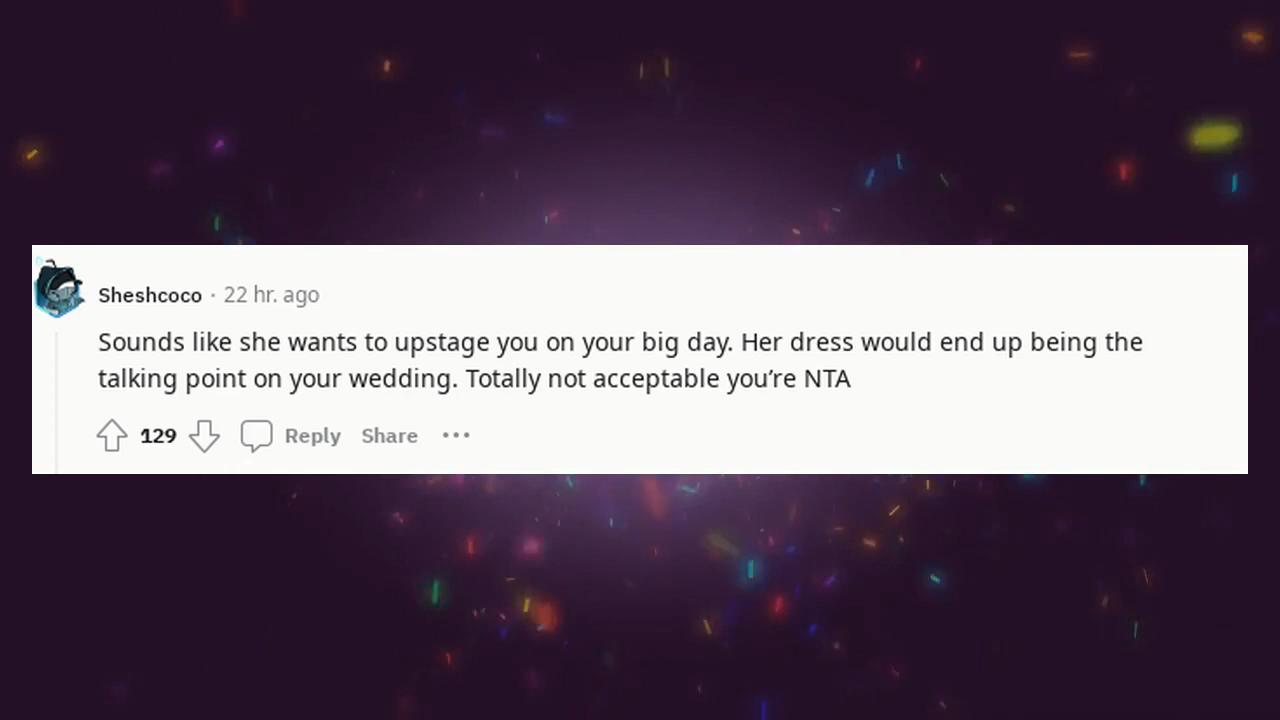 Sheshcoco · 22 hr. ago
Sounds like she wants to upstage you on your big day. Her dress would end up being the
talking point on your wedding. Totally not acceptable you’re NTA
129 Reply Share ···